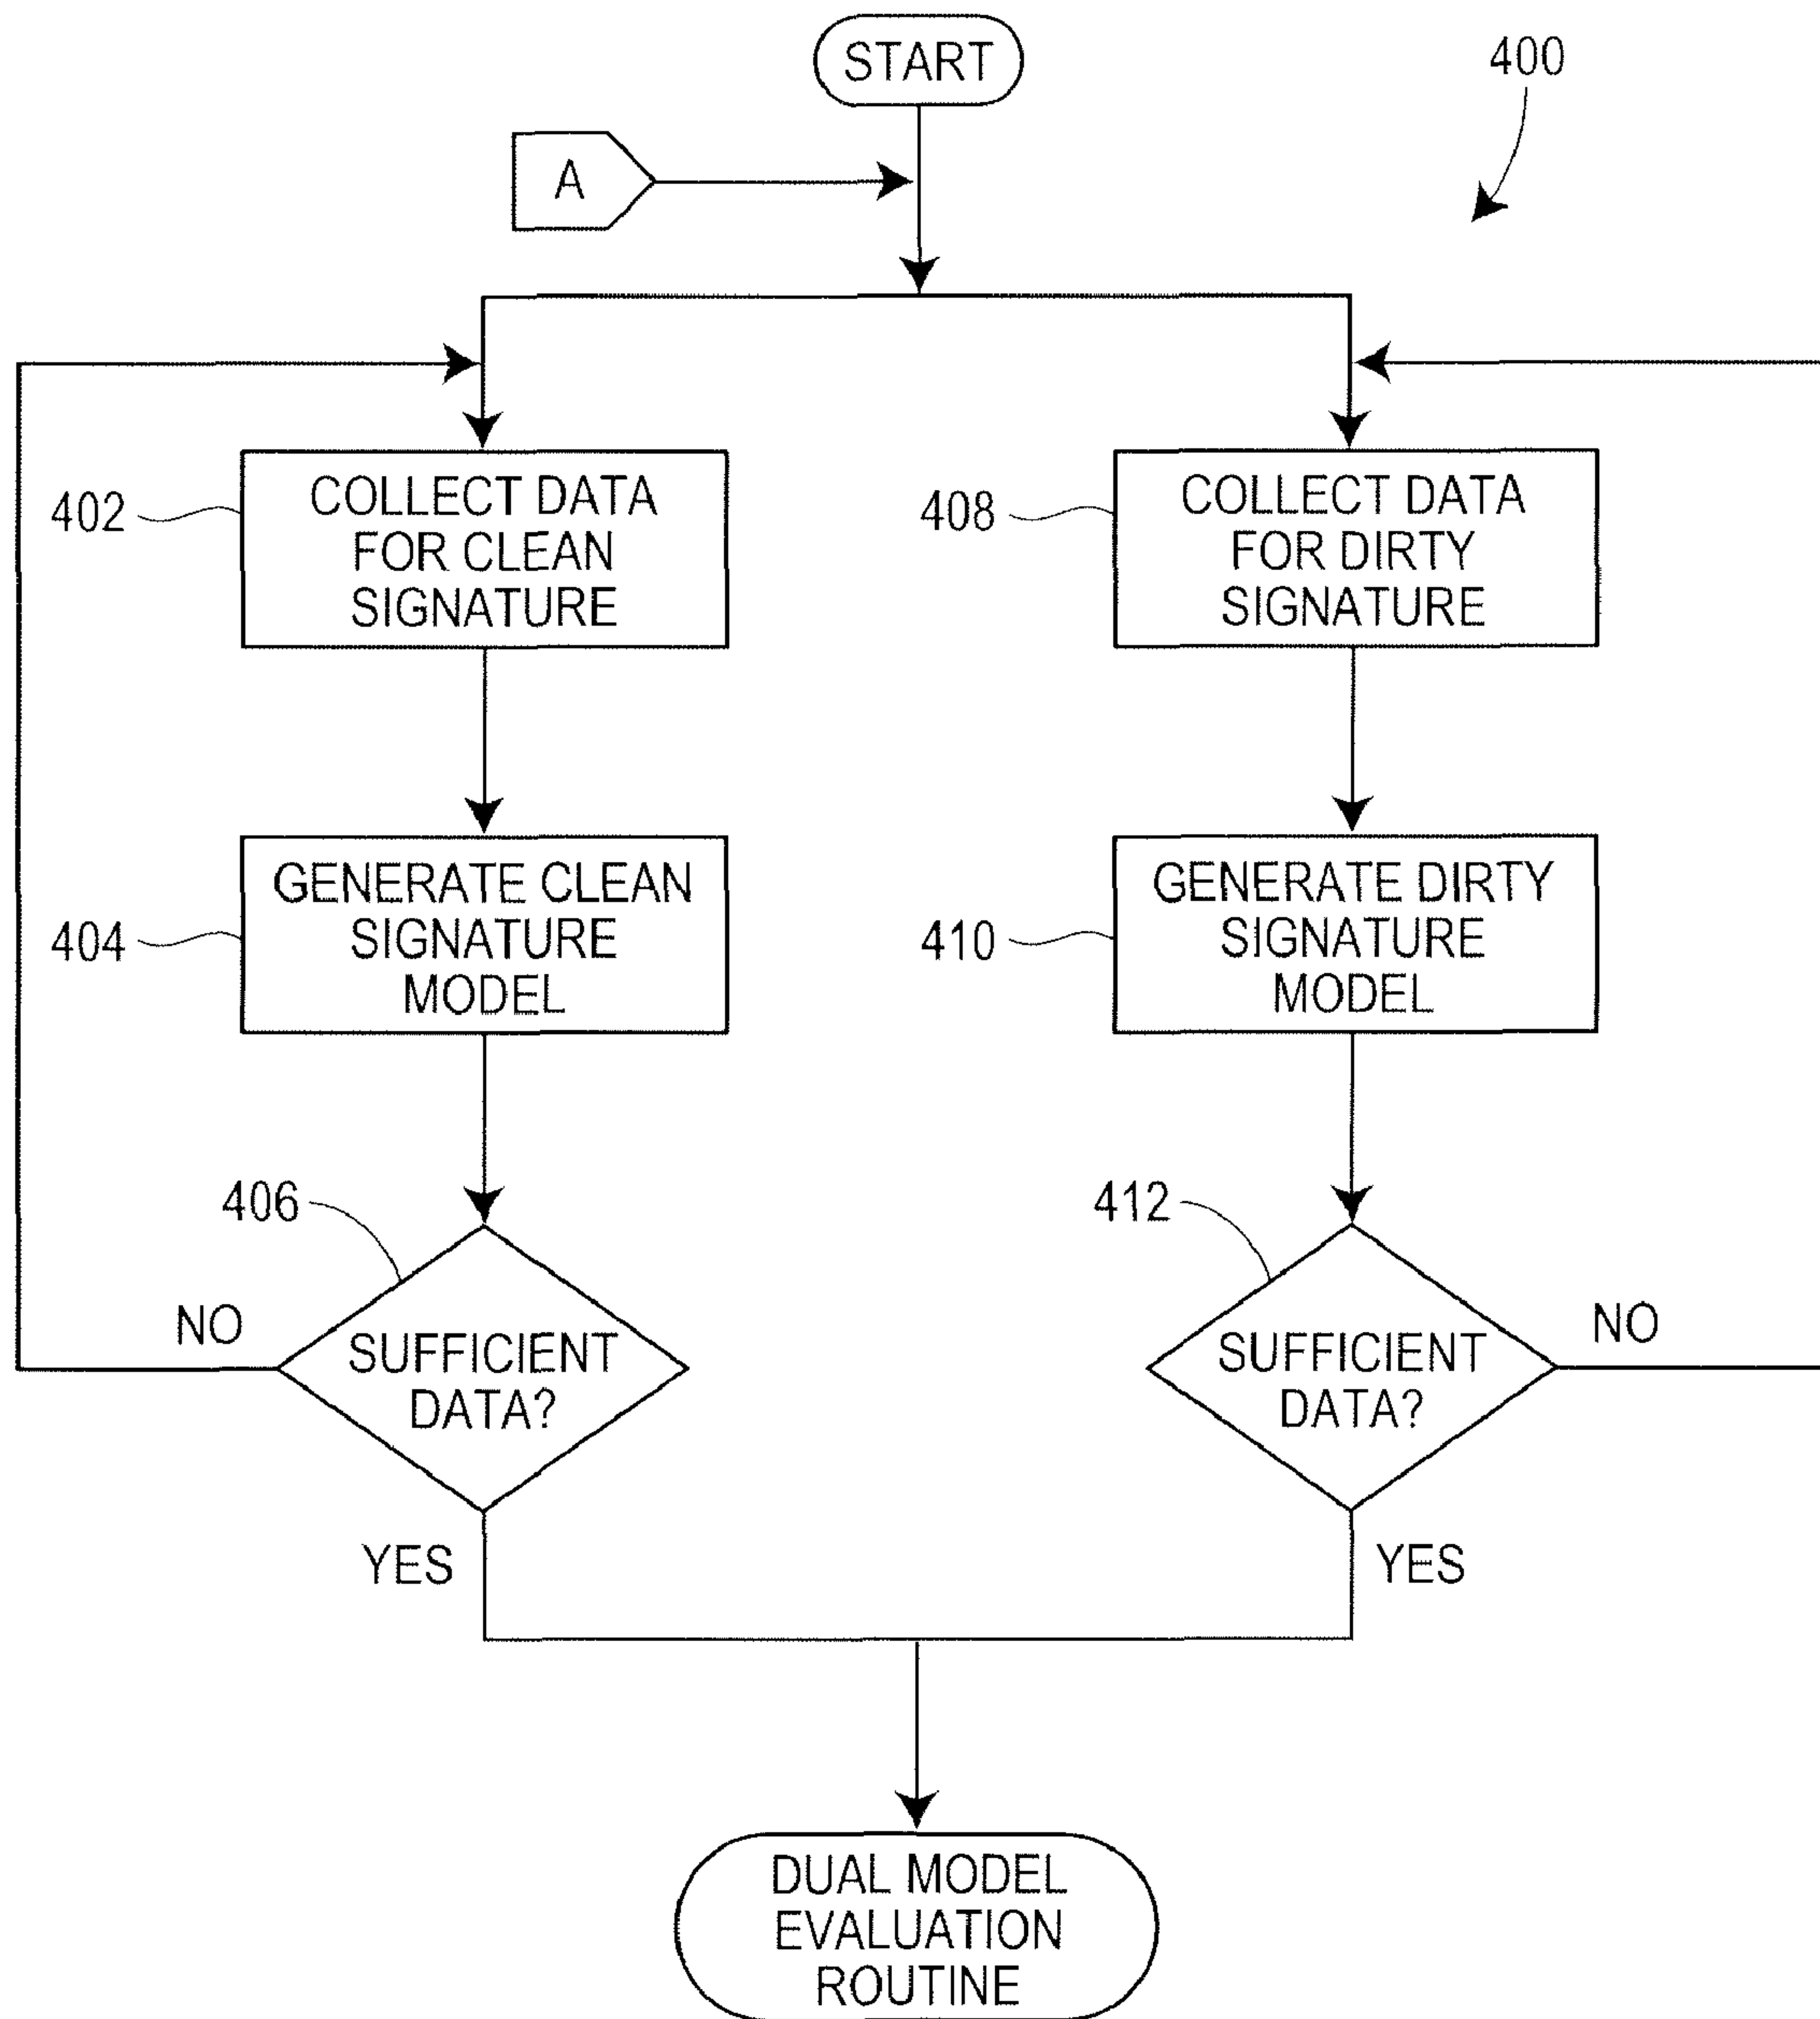 START
400
A
402
COLLECT DATA
FOR CLEAN
SIGNATURE
408
COLLECT DATA
FOR DIRTY
SIGNATURE
404
GENERATE CLEAN
SIGNATURE
MODEL
410
GENERATE DIRTY
SIGNATURE
MODEL
406
NO
SUFFICIENT
DATA?
YES
412
SUFFICIENT
DATA?
NO
YES
DUAL MODEL
EVALUATION
ROUTINE